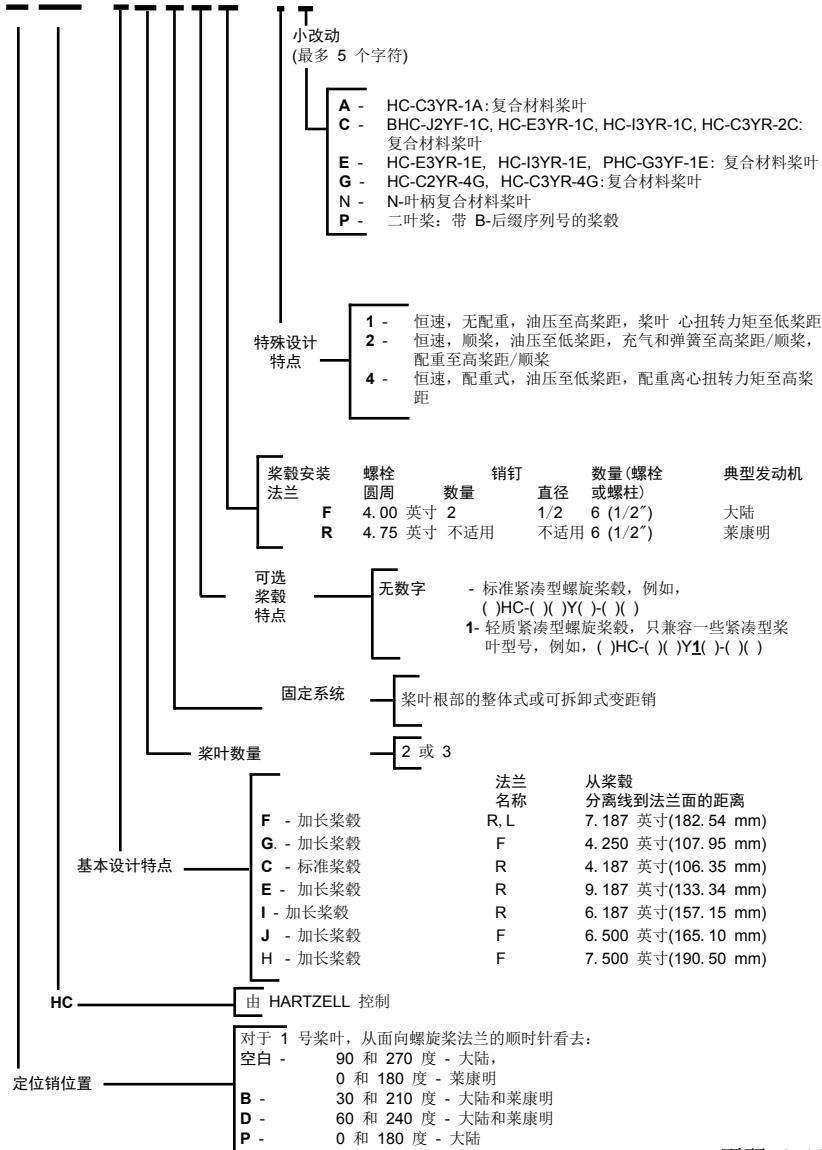 小改动
(最多 5 个字符)
A - HC-C3YR-1A:复合材料桨叶
C - BHC-J2YF-1C, HC-E3YR-1C, HC-I3YR-1C, HC-C3YR-2C:
复合材料桨叶
E - HC-E3YR-1E, HC-I3YR-1E, PHC-G3YF-1E: 复合材料桨叶
G - HC-C2YR-4G, HC-C3YR-4G:复合材料桨叶
N - N-叶柄复合材料桨叶
P - 二叶桨: 带 B-后缀序列号的桨毂
特殊设计
特点
1 - 恒速, 无配重, 油压至高桨距, 桨叶 心扭转力矩至低桨距
2 - 恒速, 顺桨, 油压至低桨距, 充气和弹簧至高桨距/顺桨,
配重至高桨距/顺桨
4 - 恒速, 配重式, 油压至低桨距, 配重离心扭转力矩至高桨
距
桨毂安装 螺栓 销钉 数量(螺栓 典型发动机
法兰 圆周 数量 直径 或螺柱)
F 4.00 英寸 2 1/2 6 (1/2″) 大陆
R 4.75 英寸 不适用 不适用 6 (1/2″) 莱康明
可选
桨毂
特点
无数字 - 标准紧凑型螺旋桨毂, 例如,
( )HC-( )( )Y( )-( )( )
1- 轻质紧凑型螺旋桨毂, 只兼容一些紧凑型桨
叶型号, 例如, ( )HC-( )( )Y1( )-( )( )
固定系统
桨叶根部的整体式或可拆卸式变距销
桨叶数量
2 或 3
法兰 从桨毂
名称 分离线到法兰面的距离
F - 加长桨毂 R,L 7.187 英寸(182.54 mm)
G. - 加长桨毂 F 4.250 英寸(107.95 mm)
基本设计特点
C - 标准桨毂 R 4.187 英寸(106.35 mm)
E - 加长桨毂 R 9.187 英寸(133.34 mm)
I - 加长桨毂 R 6.187 英寸(157.15 mm)
J - 加长桨毂 F 6.500 英寸(165.10 mm)
H - 加长桨毂 F 7.500 英寸(190.50 mm)
HC
由 HARTZELL 控制
定位销位置
对于 1 号桨叶, 从面向螺旋桨法兰的顺时针看去:
空白 - 90 和 270 度 - 大陆,
0 和 180 度 - 莱康明
B - 30 和 210 度 - 大陆和莱康明
D - 60 和 240 度 - 大陆和莱康明
P - 0 和 180 度 - 大陆